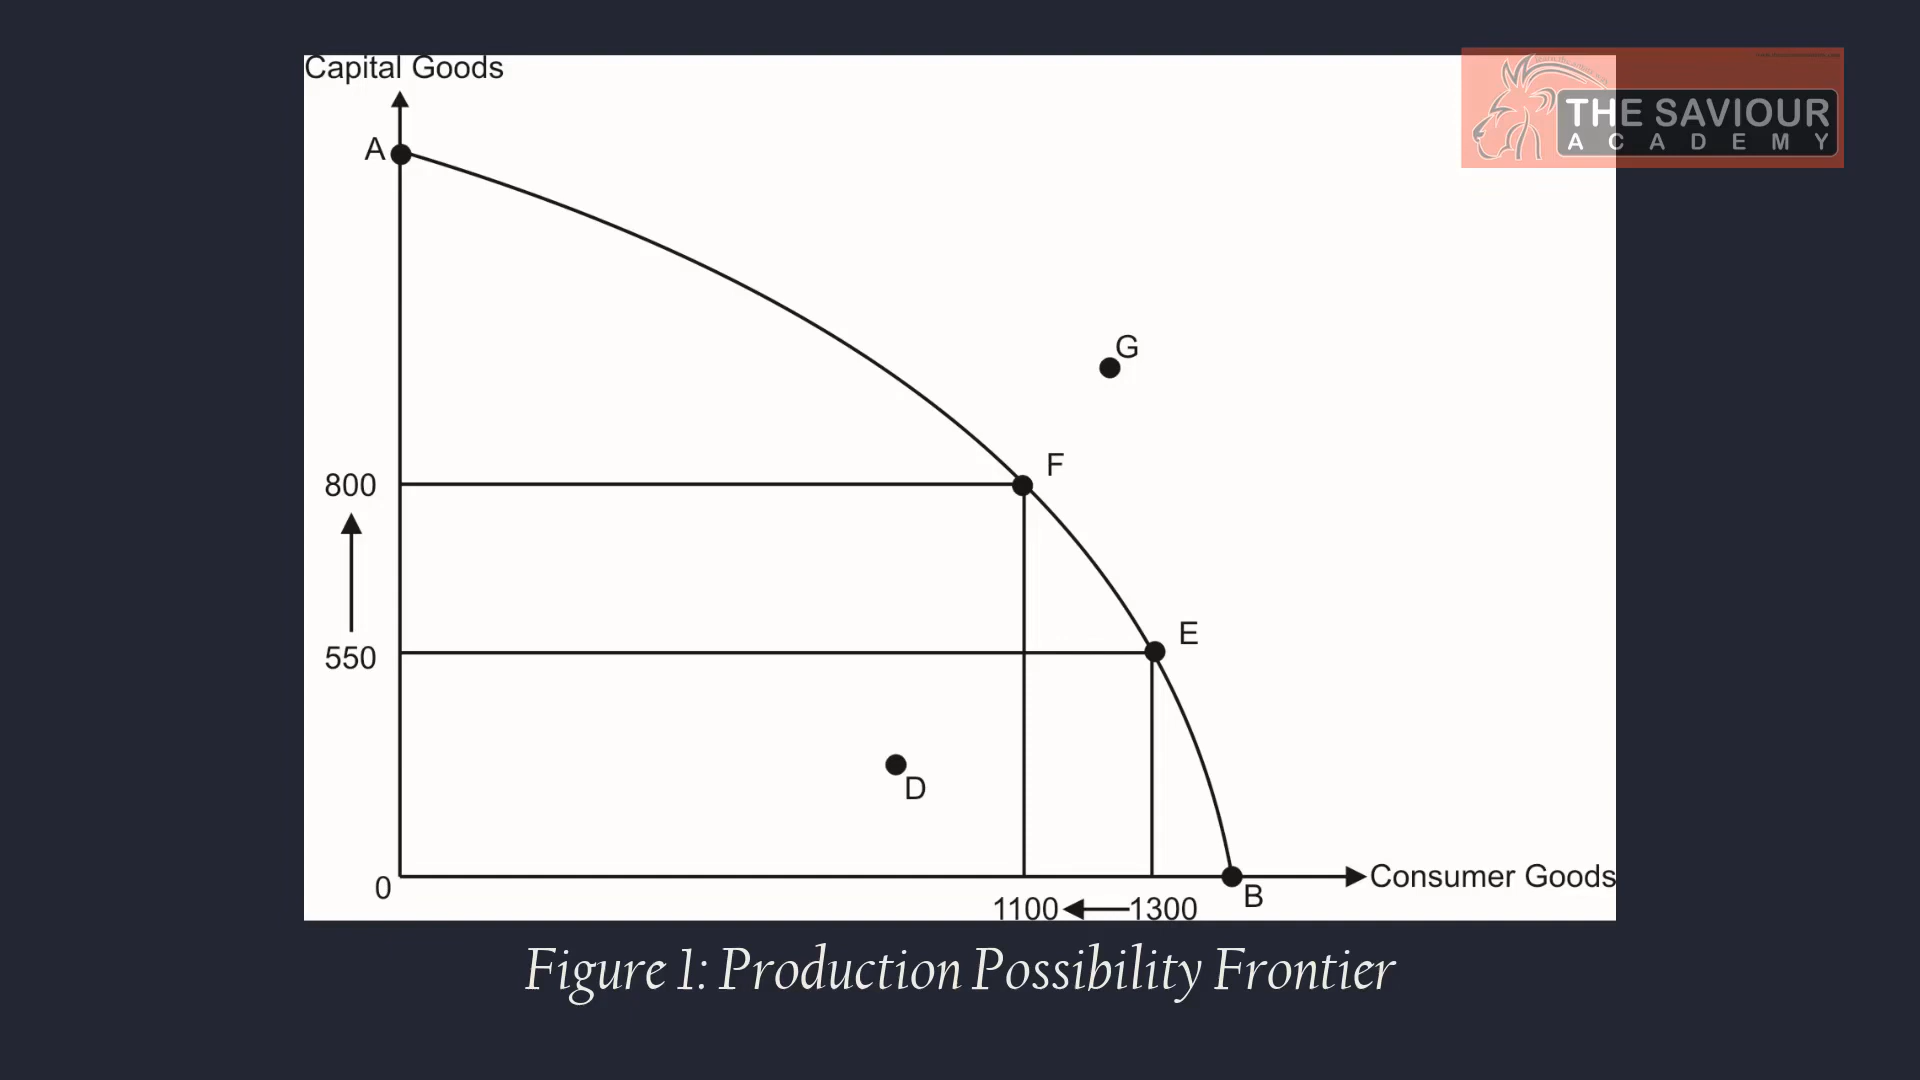 Capital Goods
THE SAVIOUR
ACADEMY
A
G
F
800
E
550
D
0
Consumer Goods
B
1100
1300
Figure 1: Production Possibility Frontier